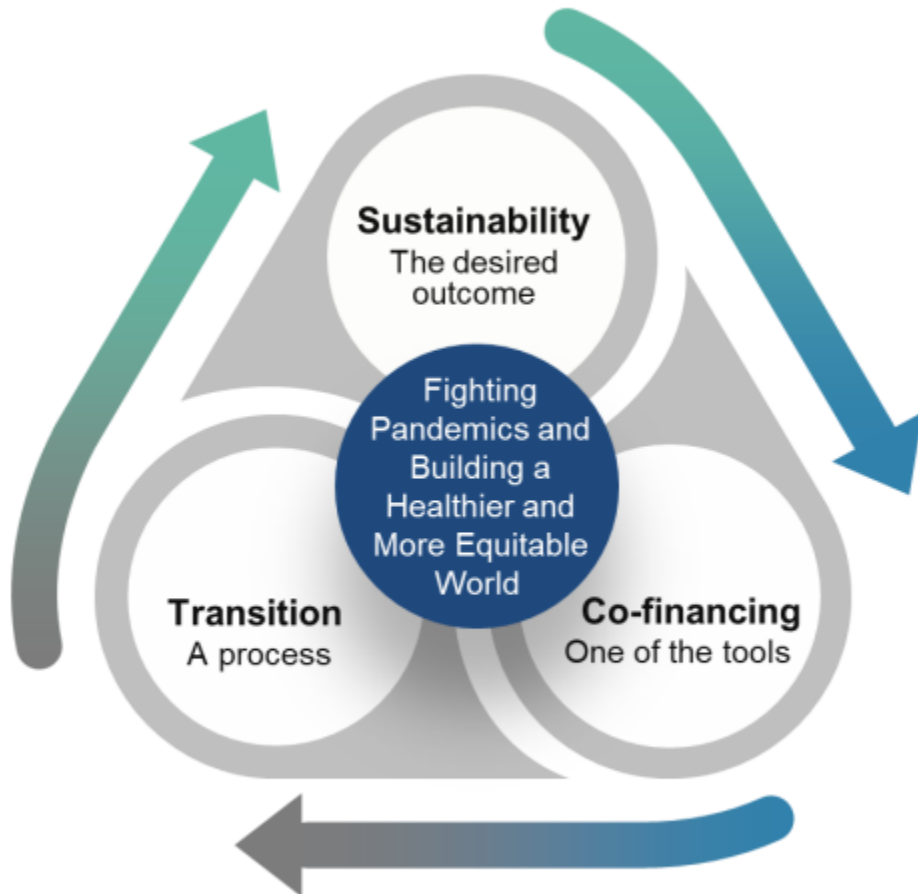 Sustainability
The desired
outcome
Fighting
Pandemics and
Building a
Healthier and
More Equitable
World
Transition
A process
Co-financing
One of the tools